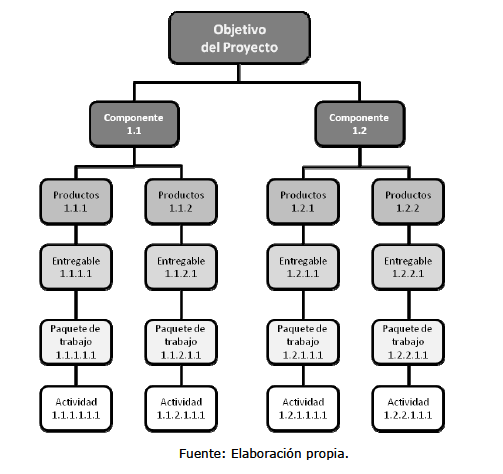 Objetivo
del Proyecto
Componente
1.1
Componente
1.2
Productos
1.1.1
Productos
1.1.2
Productos
1.2.1
Productos
1.2.2
Entregable
1.1.1.1
Entregable
1.1.2.1
Entregable
1.2.1.1
Entregable
1.2.2.1
Paquete de
trabajo
1.1.1.1.1
Paquete de
trabajo
1.1.2.1.1
Paquete de
trabajo
1.2.1.1.1
Paquete de
trabajo
1.2.2.1.1
Actividad
1.1.1.1.1.1
Actividad
1.1.2.1.1.1
Actividad
1.2.1.1.1.1
Actividad
1.2.2.1.1.1
Fuente: Elaboración propia.